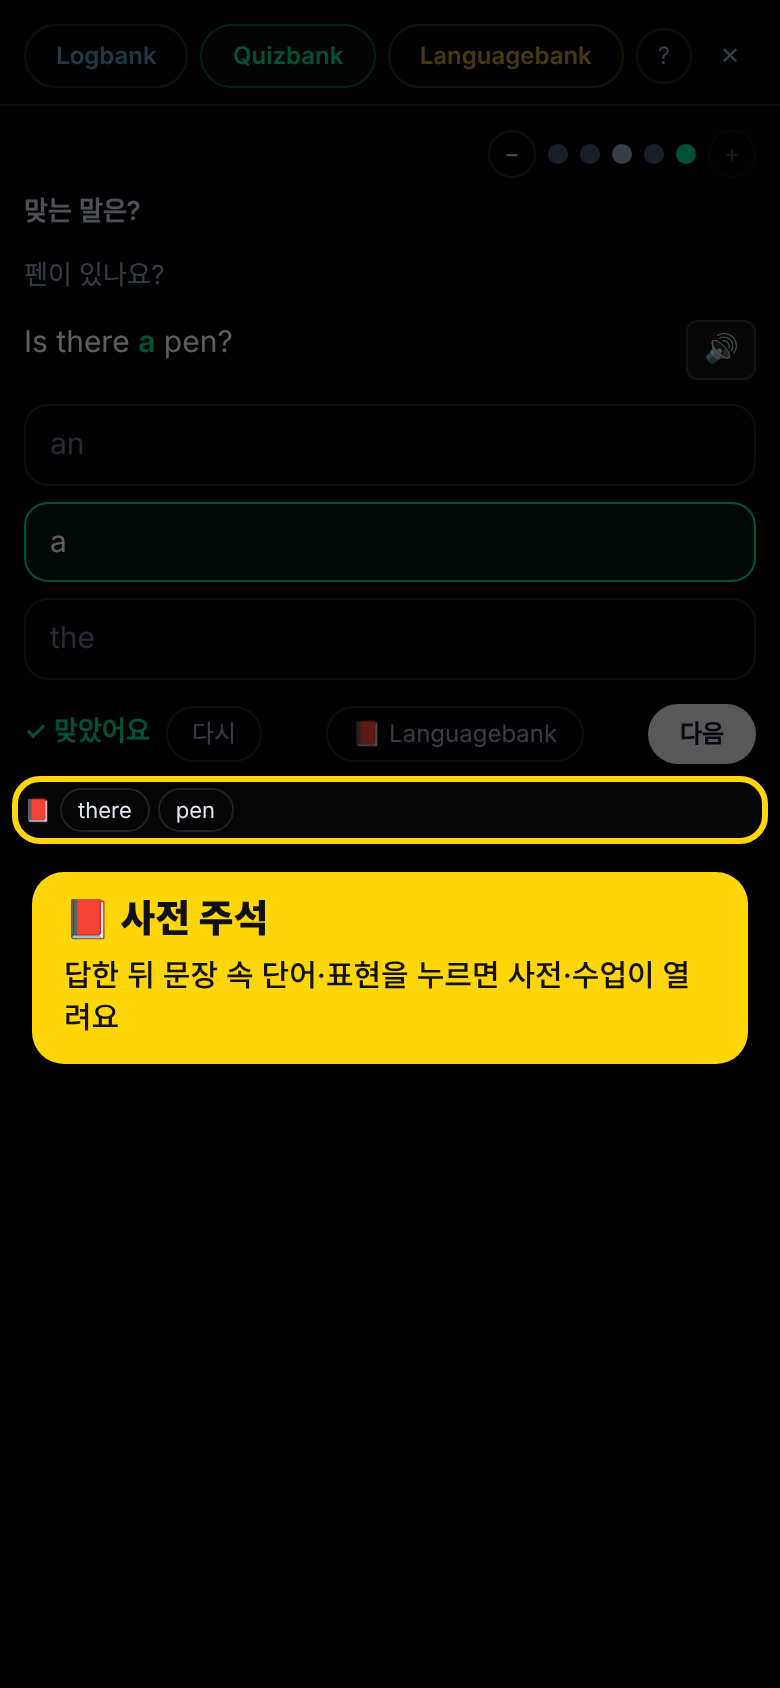 Logbank Quizbank Languagebank ? ✕
− +
맞는 말은?
펜이 있나요?
Is there a pen?
an
a
the
✓ 맞았어요 다시 Languagebank 다음
there pen
사전 주석
답한 뒤 문장 속 단어·표현을 누르면 사전·수업이 열
려요